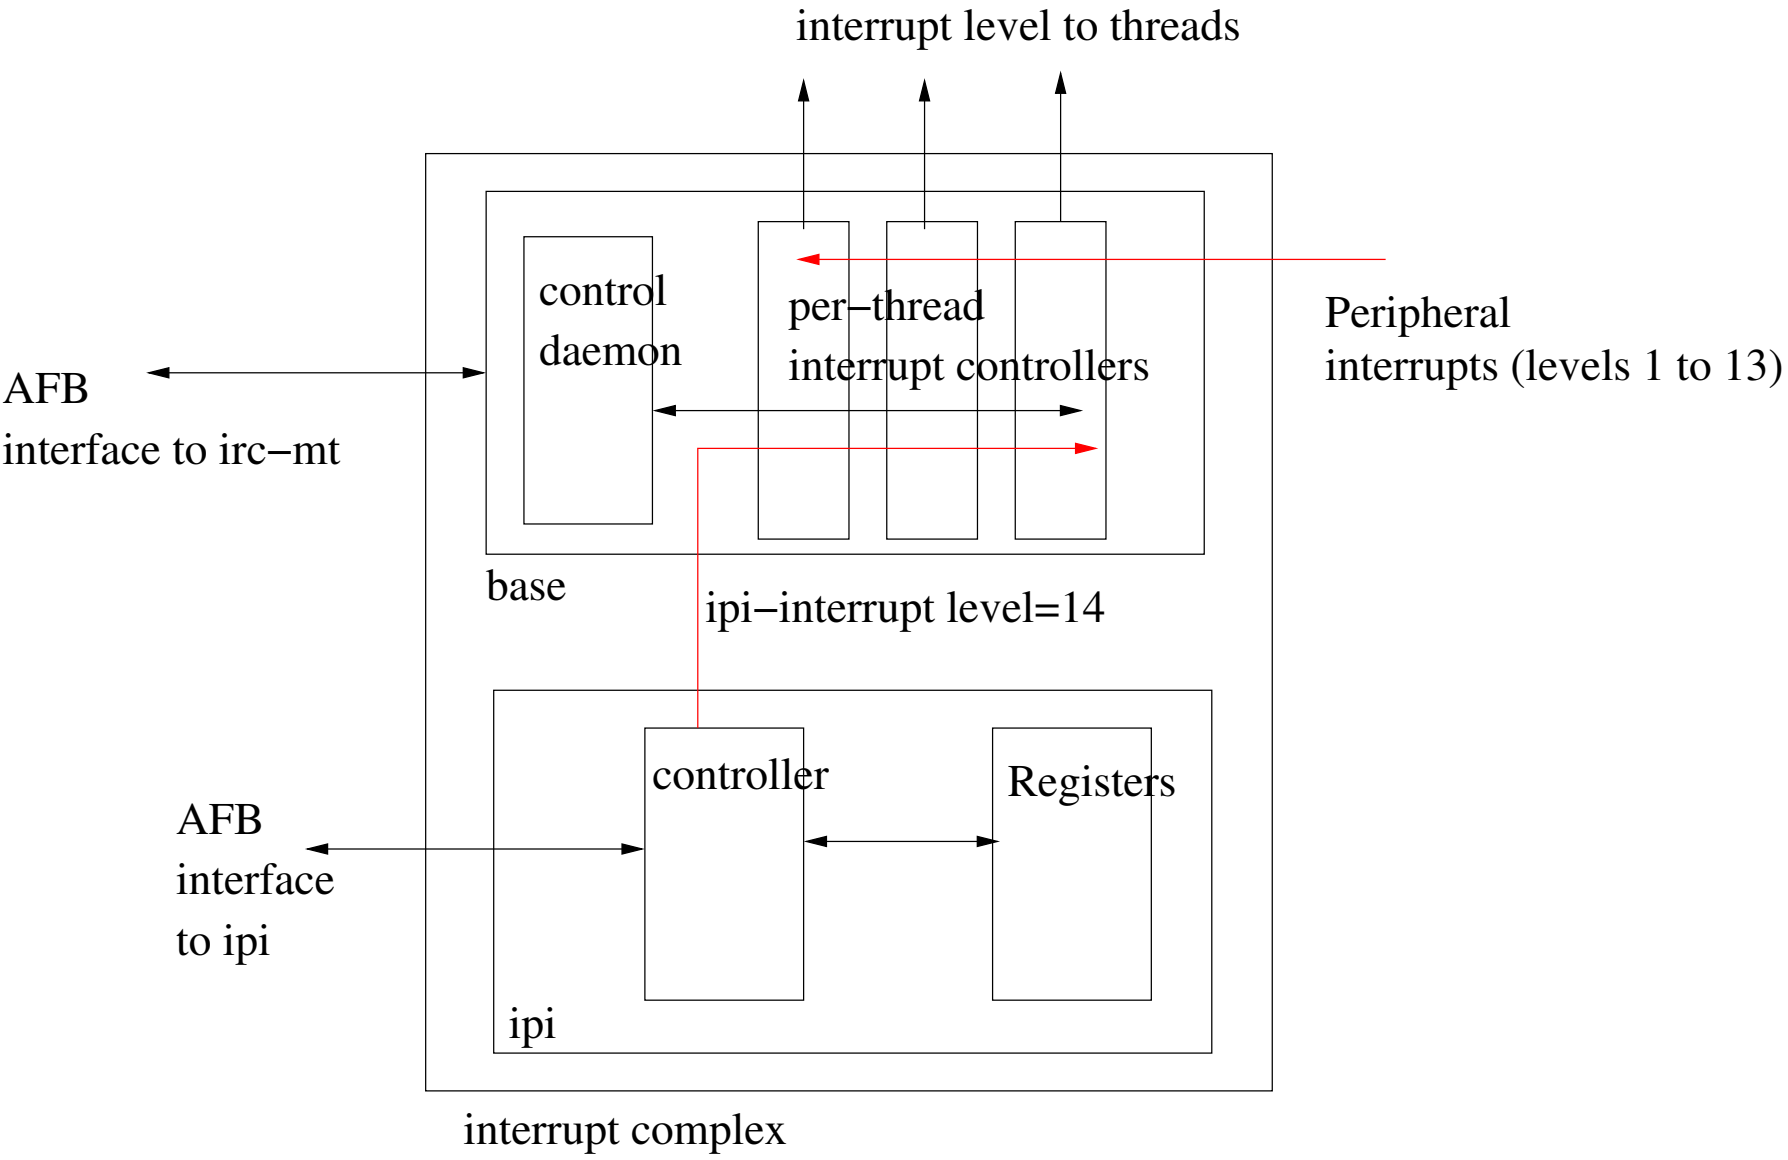 interrupt level to threads
control
daemon
per−thread
interrupt controllers
Peripheral
interrupts (levels 1 to 13)
AFB
interface to irc−mt
base
ipi−interrupt level=14
controller
Registers
AFB
interface
to ipi
ipi
interrupt complex